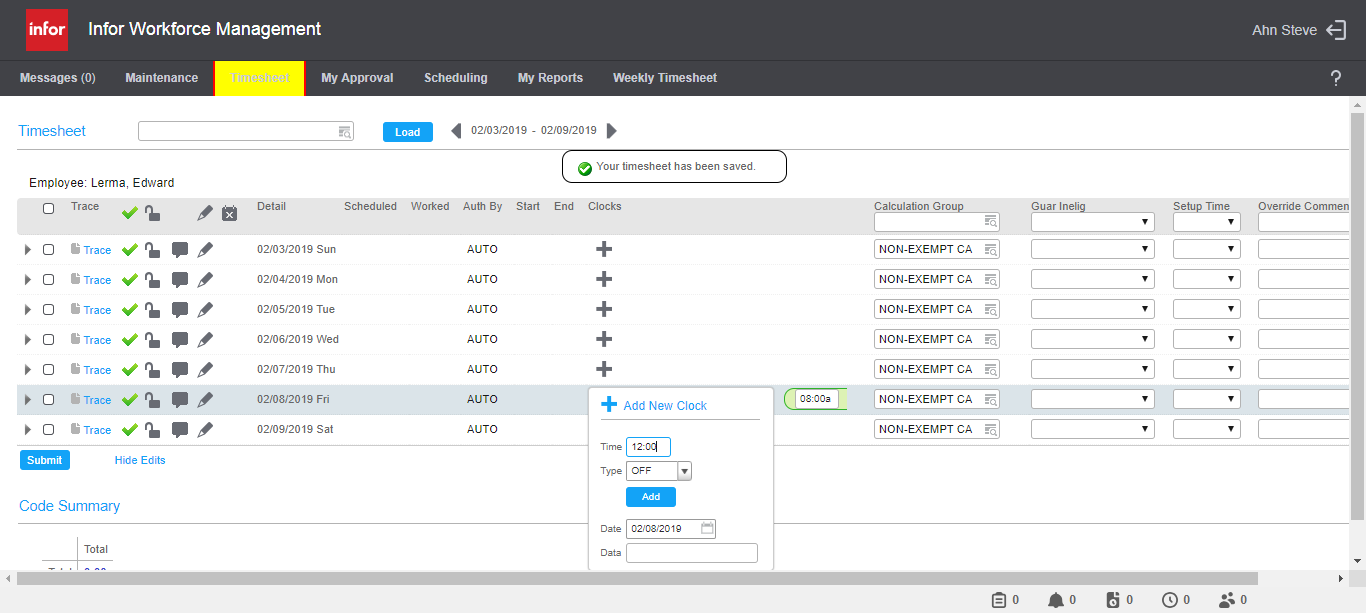 infor Infor Workforce Management Ahn Steve
Messages (0) Maintenance Timesheet My Approval Scheduling My Reports Weekly Timesheet ?
Timesheet Load 02/03/2019 - 02/09/2019
Your timesheet has been saved.
Employee: Lerma, Edward
Trace Detail Scheduled Worked Auth By Start End Clocks Calculation Group Guar Inelig Setup Time Override Commen
Trace 02/03/2019 Sun AUTO NON-EXEMPT CA
Trace 02/04/2019 Mon AUTO NON-EXEMPT CA
Trace 02/05/2019 Tue AUTO NON-EXEMPT CA
Trace 02/06/2019 Wed AUTO NON-EXEMPT CA
Trace 02/07/2019 Thu AUTO NON-EXEMPT CA
Trace 02/08/2019 Fri AUTO 08:00a NON-EXEMPT CA
Trace 02/09/2019 Sat AUTO NON-EXEMPT CA
Add New Clock
Time 12:00
Type OFF
Add
Date 02/08/2019
Data
Submit Hide Edits
Code Summary
Total
0 0 0 0 0